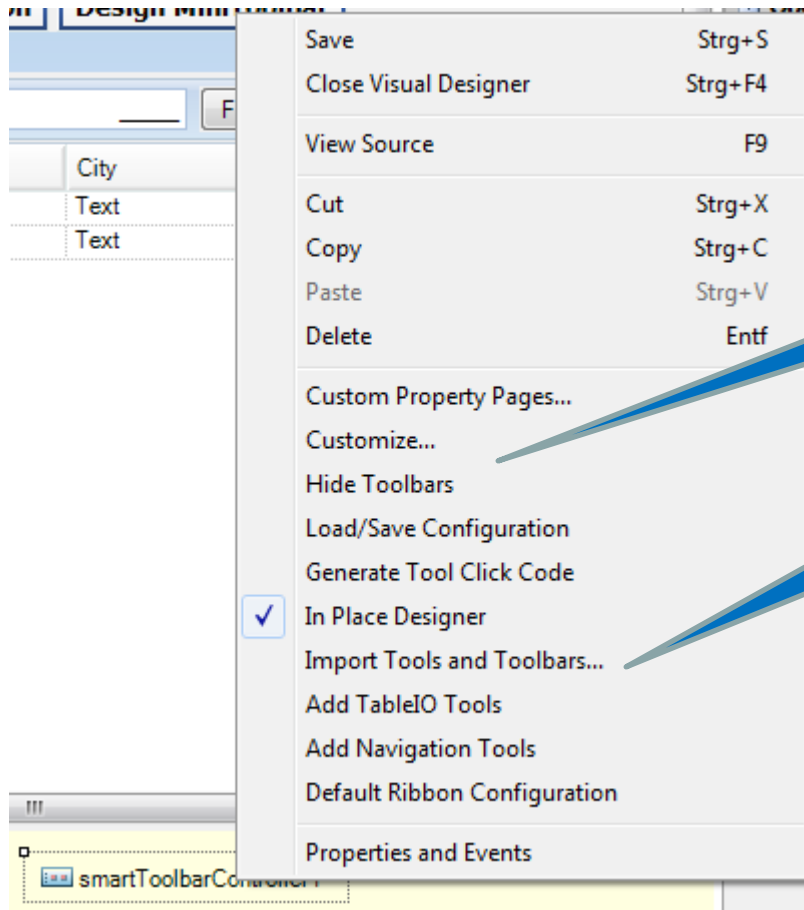 Design MiniToolbar
Save Strg+S
Close Visual Designer Strg+F4
F
View Source F9
City
Text
Cut Strg+X
Text
Copy Strg+C
Paste Strg+V
Delete Entf
Custom Property Pages...
Customize...
Hide Toolbars
Load/Save Configuration
Generate Tool Click Code
In Place Designer
Import Tools and Toolbars...
Add TableIO Tools
Add Navigation Tools
Default Ribbon Configuration
Properties and Events
smartToolbarController1